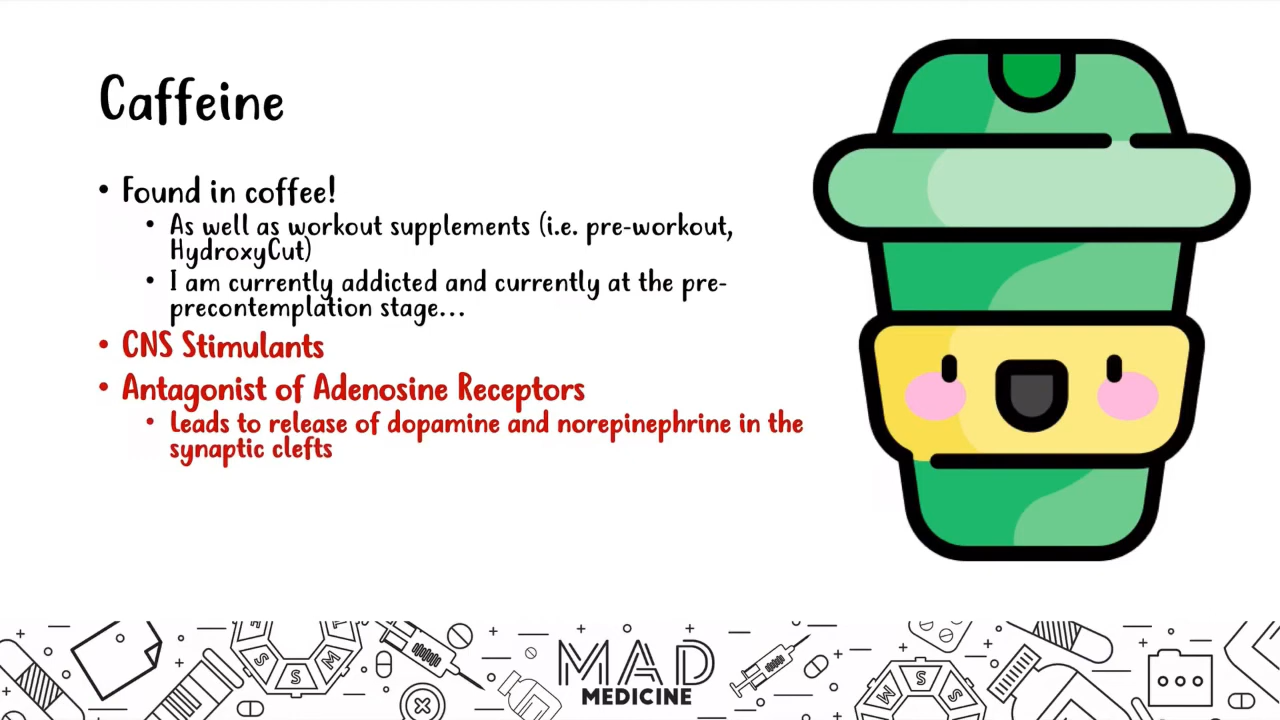 Caffeine
• Found in coffee!
• As well as workout supplements (i.e. pre-workout,
HydroxyCut)
• I am currently addicted and currently at the pre-
precontemplation stage...
• CNS Stimulants
• Antagonist of Adenosine Receptors
• Leads to release of dopamine and norepinephrine in the
synaptic clefts
MAD
MEDICINE
S
S
M
M
S
S